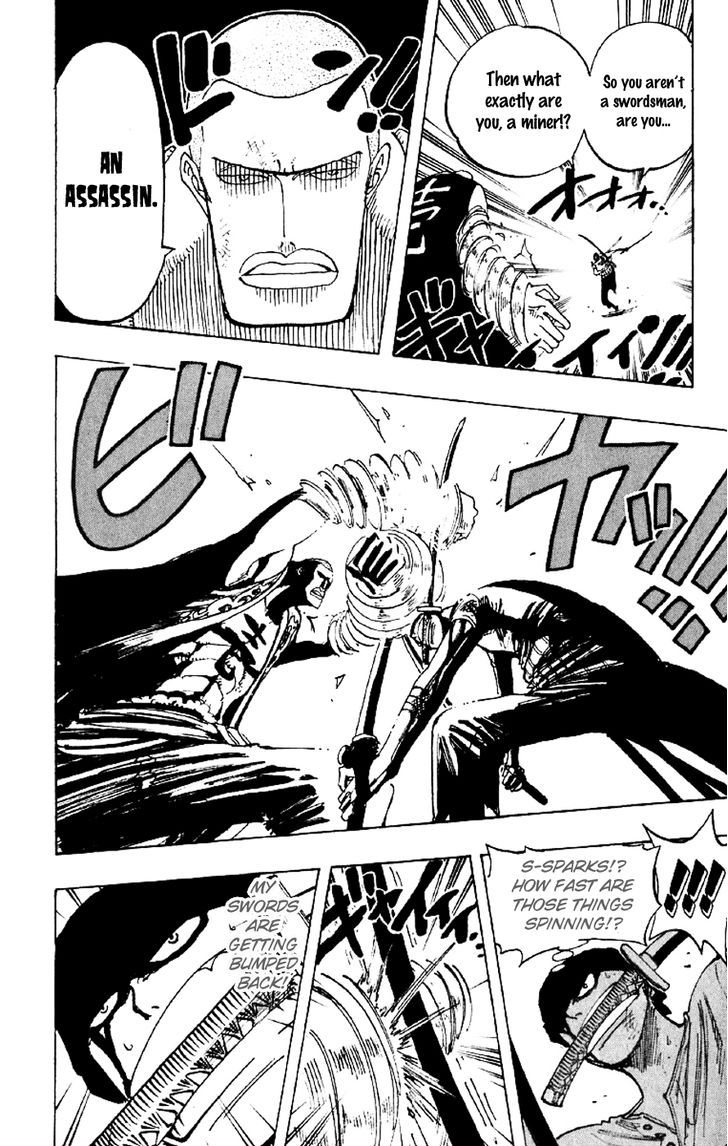 So you aren't
a swordsman,
are you...
Then what
exactly are
you, a miner!?
オオオ..
ギャ
イイン!!!
ドン!!
AN
ASSASSIN.
ビ
ヤッ!!!
!!!
S-SPARKS!?
HOW FAST ARE
THOSE THINGS
SPINNING!?
ギャイイイ
MY
SWORDS
ARE
GETTING
BUMPED
BACK!